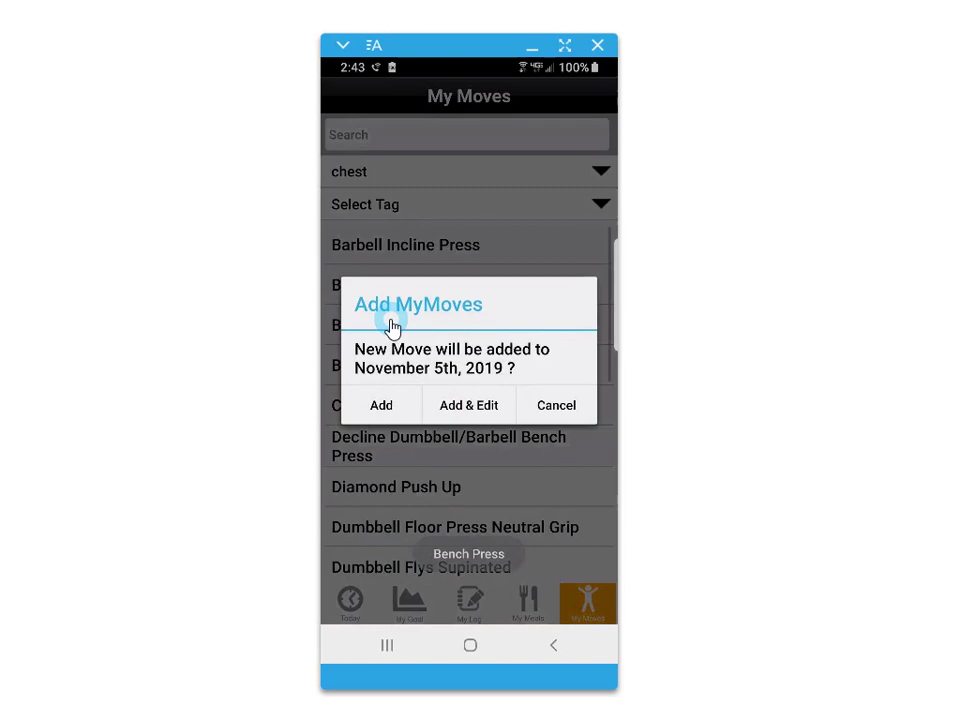 2:43
100%
My Moves
Search
chest
Select Tag
Barbell Incline Press
B
Add MyMoves
B
New Move will be added to
November 5th, 2019 ?
B
C
Add
Add & Edit
Cancel
Decline Dumbbell/Barbell Bench
Press
Diamond Push Up
Dumbbell Floor Press Neutral Grip
Bench Press
Dumbbell Flys Supinated
Today
My Goal
My Log
My Meals
My Moves